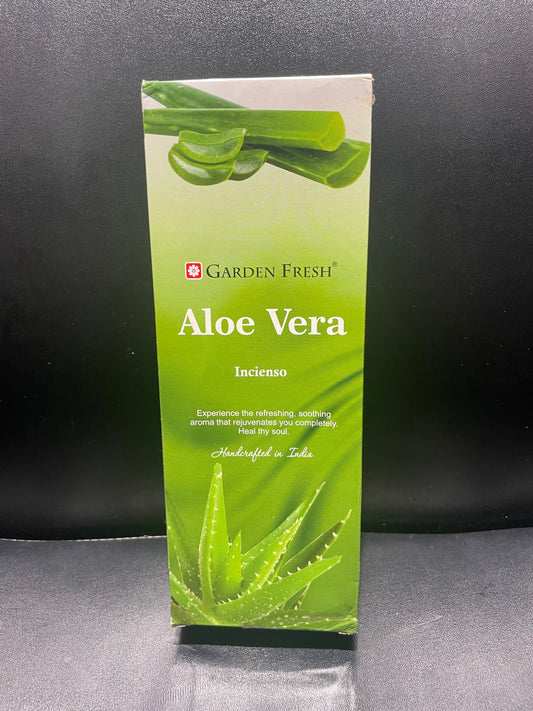 GARDEN FRESH®
Aloe Vera
Incienso
Experience the refreshing, soothing
aroma that rejuvenates you completely.
Heal thy soul.
Handcrafted in India